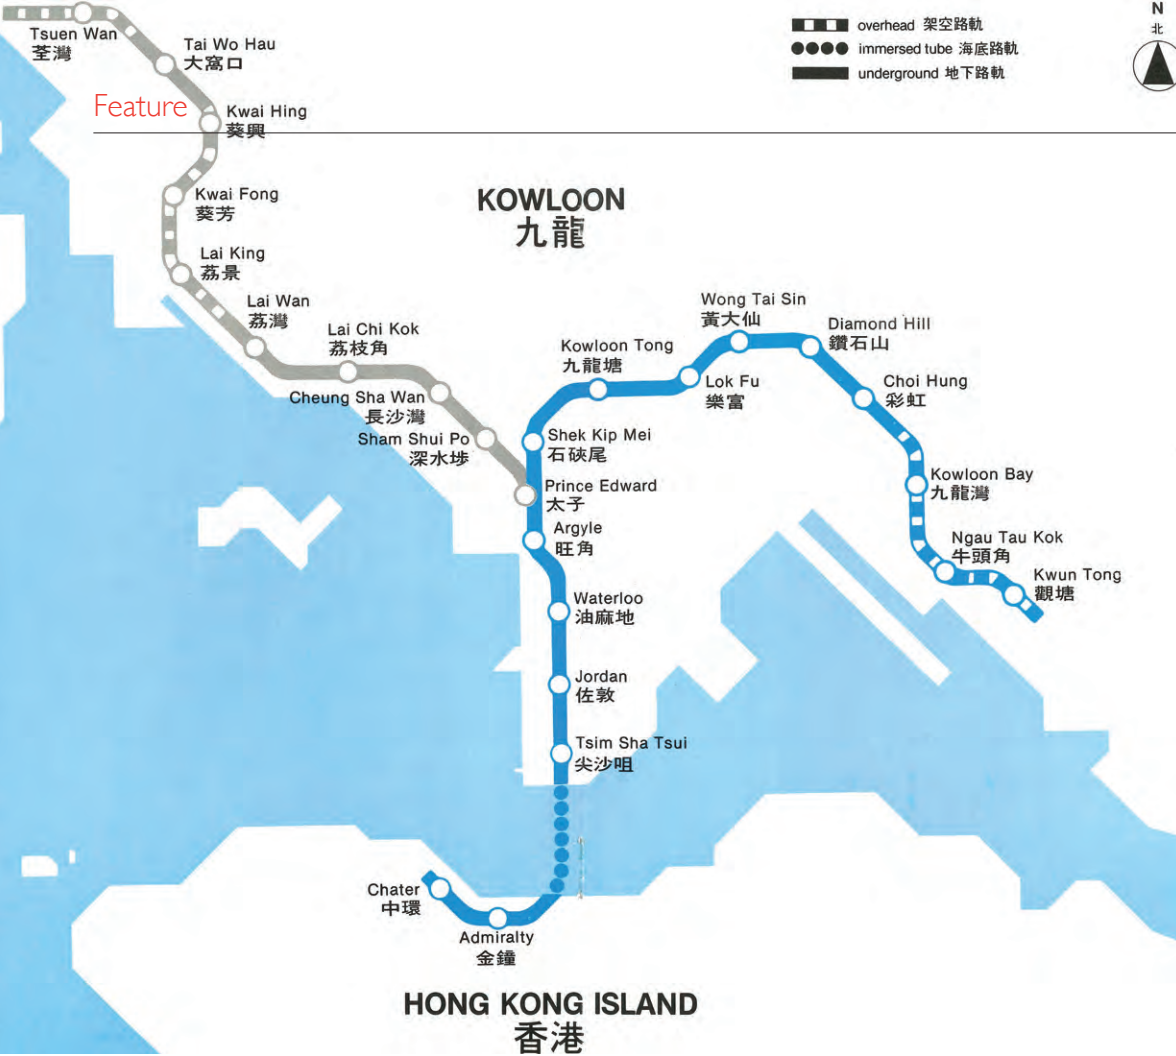 Tsuen Wan
荃灣
Tai Wo Hau
大窩口
overhead 架空路軌
immersed tube 海底路軌
underground 地下路軌
N
北
Feature
Kwai Hing
葵興
Kwai Fong
葵芳
KOWLOON
九龍
Lai King
荔景
Lai Wan
荔灣
Lai Chi Kok
荔枝角
Cheung Sha Wan
長沙灣
Sham Shui Po
深水埗
Kowloon Tong
九龍塘
Wong Tai Sin
黃大仙
Lok Fu
樂富
Diamond Hill
鑽石山
Choi Hung
彩虹
Shek Kip Mei
石硤尾
Prince Edward
太子
Kowloon Bay
九龍灣
Argyle
旺角
Ngau Tau Kok
牛頭角
Kwun Tong
觀塘
Waterloo
油麻地
Jordan
佐敦
Tsim Sha Tsui
尖沙咀
Chater
中環
Admiralty
金鐘
HONG KONG ISLAND
香港